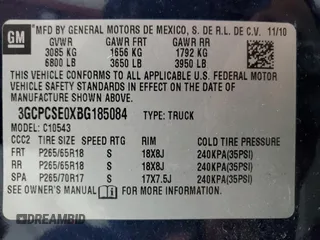 GM
MFD BY GENERAL MOTORS DE MEXICO, S. DE R.L. DE C.V. 11/10
GVWR GAWR FRT GAWR RR
3085 KG 1656 KG 1792 KG
6800 LB 3650 LB 3950 LB
THIS VEHICLE CONFORMS TO ALL APPLICABLE U.S. FEDERAL MOTOR
VEHICLE SAFETY STANDARDS IN EFFECT ON THE DATE OF
MANUFACTURE SHOWN ABOVE.
3GCPCSE0XBG185084 TYPE: TRUCK
MODEL: C10543
CCC2 TIRE SIZE SPEED RTG RIM COLD TIRE PRESSURE
FRT P265/65R18 S 18X8J 240KPA(35PSI)
RR P265/65R18 S 18X8J 240KPA(35PSI)
SPA P265/70R17 S 17X7.5J 240KPA(35PSI)
SEE OWNER'S MANUAL FOR MORE INFORMATION.
AUTOBIDMASTER